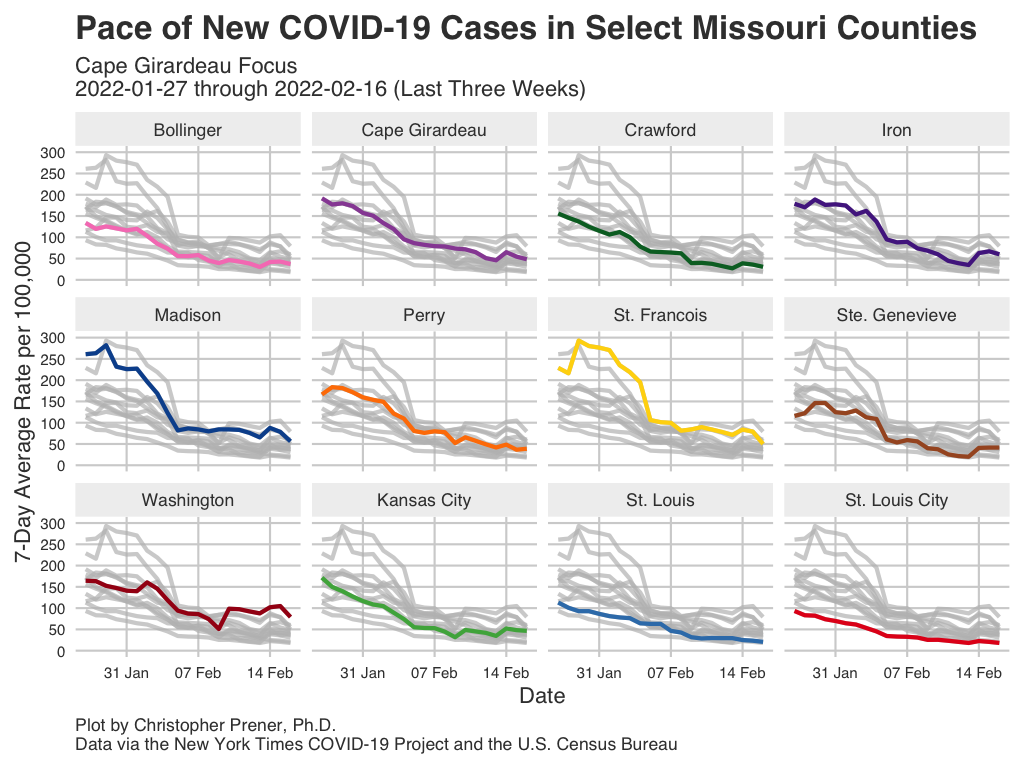 Pace of New COVID-19 Cases in Select Missouri Counties
Cape Girardeau Focus
2022-01-27 through 2022-02-16 (Last Three Weeks)
Bollinger Cape Girardeau Crawford Iron
300
250
200
150
100
50
0
Madison Perry St. Francois Ste. Genevieve
300
250
200
150
100
50
0
Washington Kansas City St. Louis St. Louis City
300
250
200
150
100
50
0
7-Day Average Rate per 100,000
31 Jan 07 Feb 14 Feb 31 Jan 07 Feb 14 Feb 31 Jan 07 Feb 14 Feb 31 Jan 07 Feb 14 Feb
Date
Plot by Christopher Prener, Ph.D.
Data via the New York Times COVID-19 Project and the U.S. Census Bureau